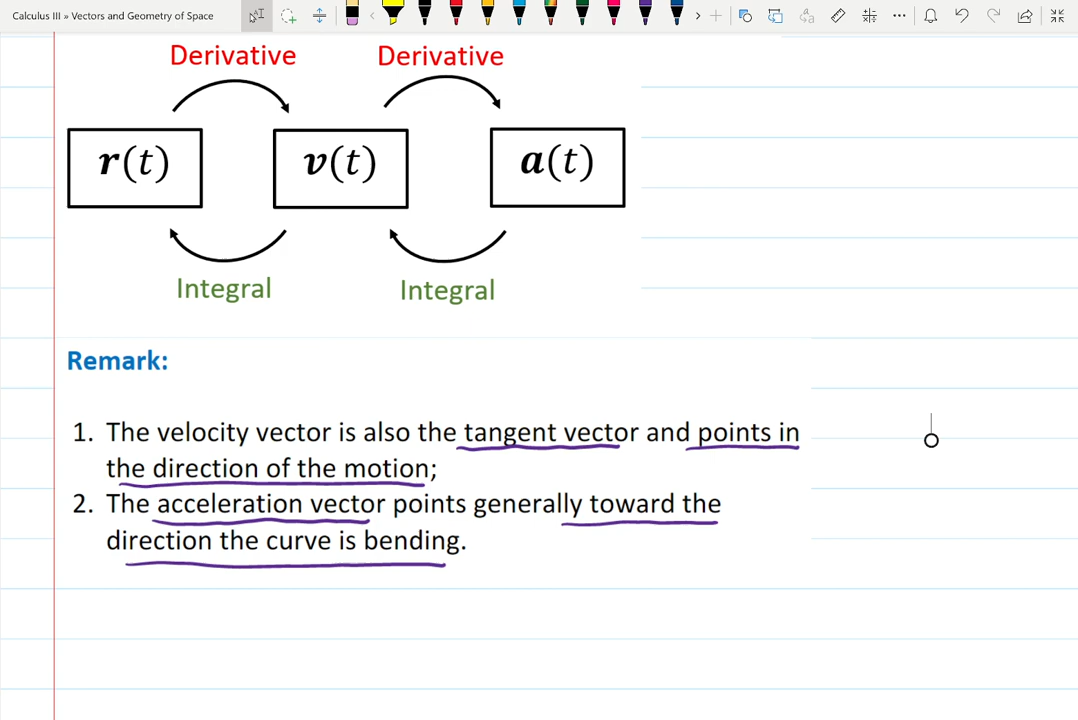 Calculus III » Vectors and Geometry of Space
Derivative Derivative
r(t) v(t) a(t)
Integral Integral
Remark:
1. The velocity vector is also the tangent vector and points in
the direction of the motion;
2. The acceleration vector points generally toward the
direction the curve is bending.